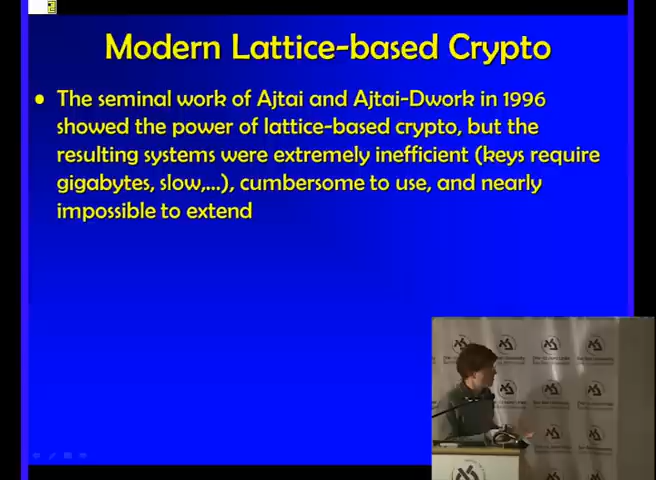 Modern Lattice-based Crypto
• The seminal work of Ajtai and Ajtai-Dwork in 1996
showed the power of lattice-based crypto, but the
resulting systems were extremely inefficient (keys require
gigabytes, slow,...), cumbersome to use, and nearly
impossible to extend